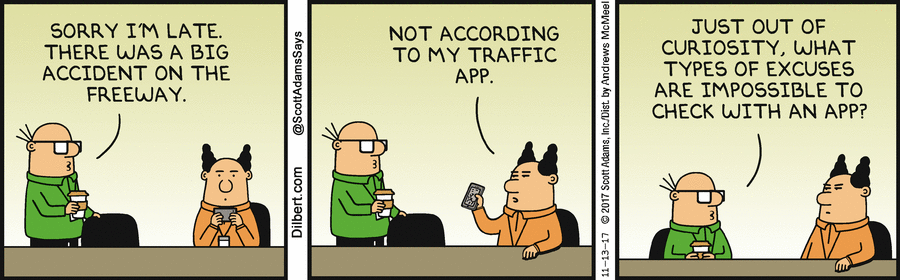 SORRY I'M LATE.
THERE WAS A BIG
ACCIDENT ON THE
FREEWAY.
Dilbert.com @ScottAdamsSays
NOT ACCORDING
TO MY TRAFFIC
APP.
11-13-17 © 2017 Scott Adams, Inc./Dist. by Andrews McMeel
JUST OUT OF
CURIOSITY, WHAT
TYPES OF EXCUSES
ARE IMPOSSIBLE TO
CHECK WITH AN APP?